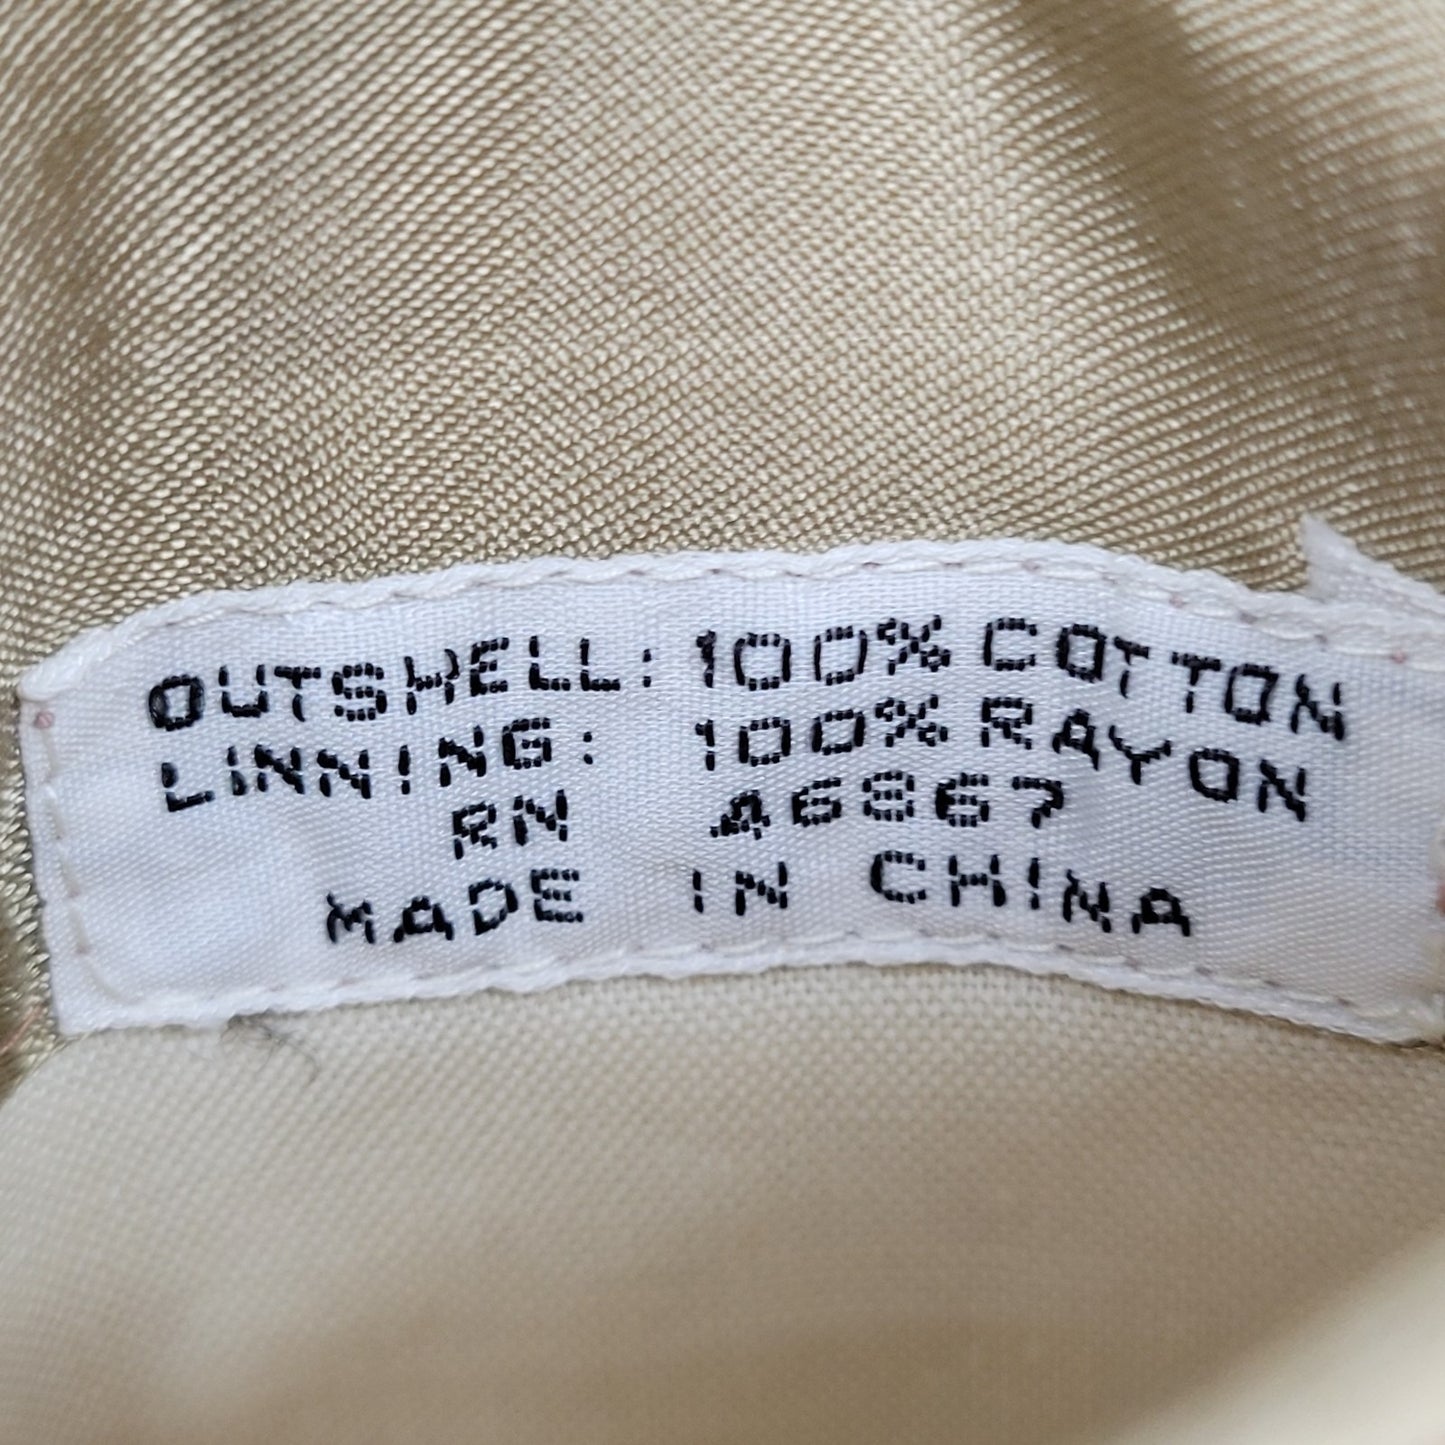 OUTSHELL: 100% COTTON
LINNING: 100% RAYON
RN 46867
MADE IN CHINA